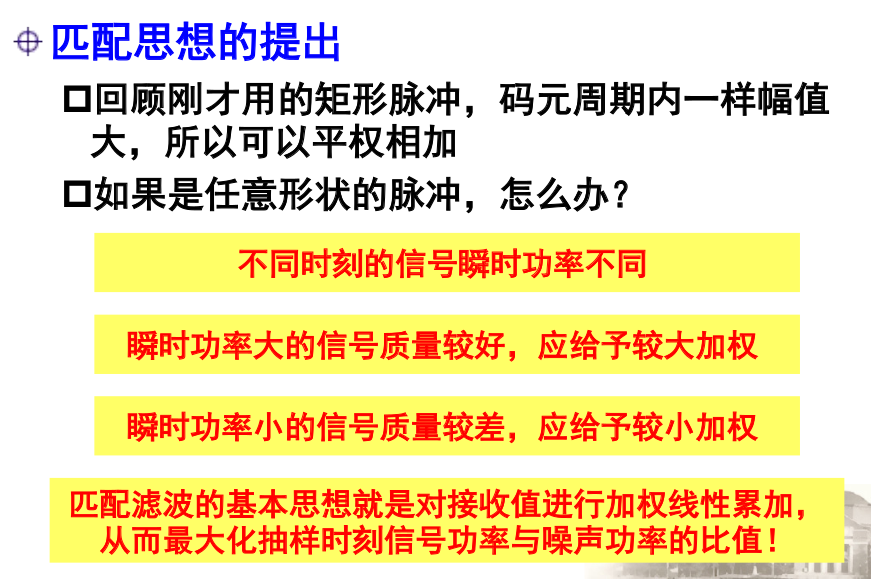 匹配思想的提出
回顾刚才用的矩形脉冲，码元周期内一样幅值
大，所以可以平权相加
如果是任意形状的脉冲，怎么办？
不同时刻的信号瞬时功率不同
瞬时功率大的信号质量较好，应给予较大加权
瞬时功率小的信号质量较差，应给予较小加权
匹配滤波的基本思想就是对接收值进行加权线性累加，
从而最大化抽样时刻信号功率与噪声功率的比值！